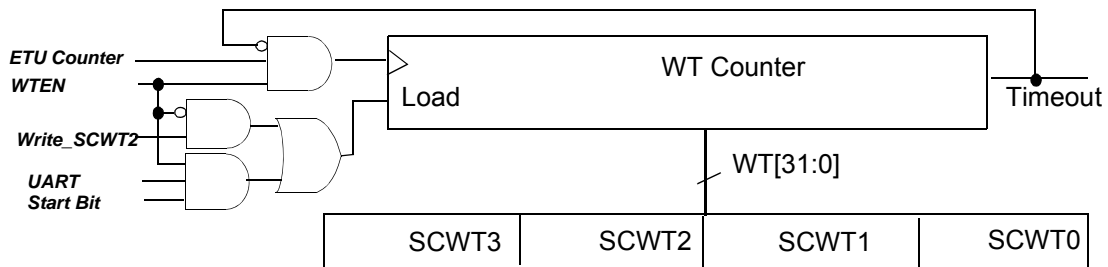 ETU Counter
WTEN
Write_SCWT2
UART
Start Bit
WT Counter
Load
Timeout
WT[31:0]
SCWT3 SCWT2 SCWT1 SCWT0